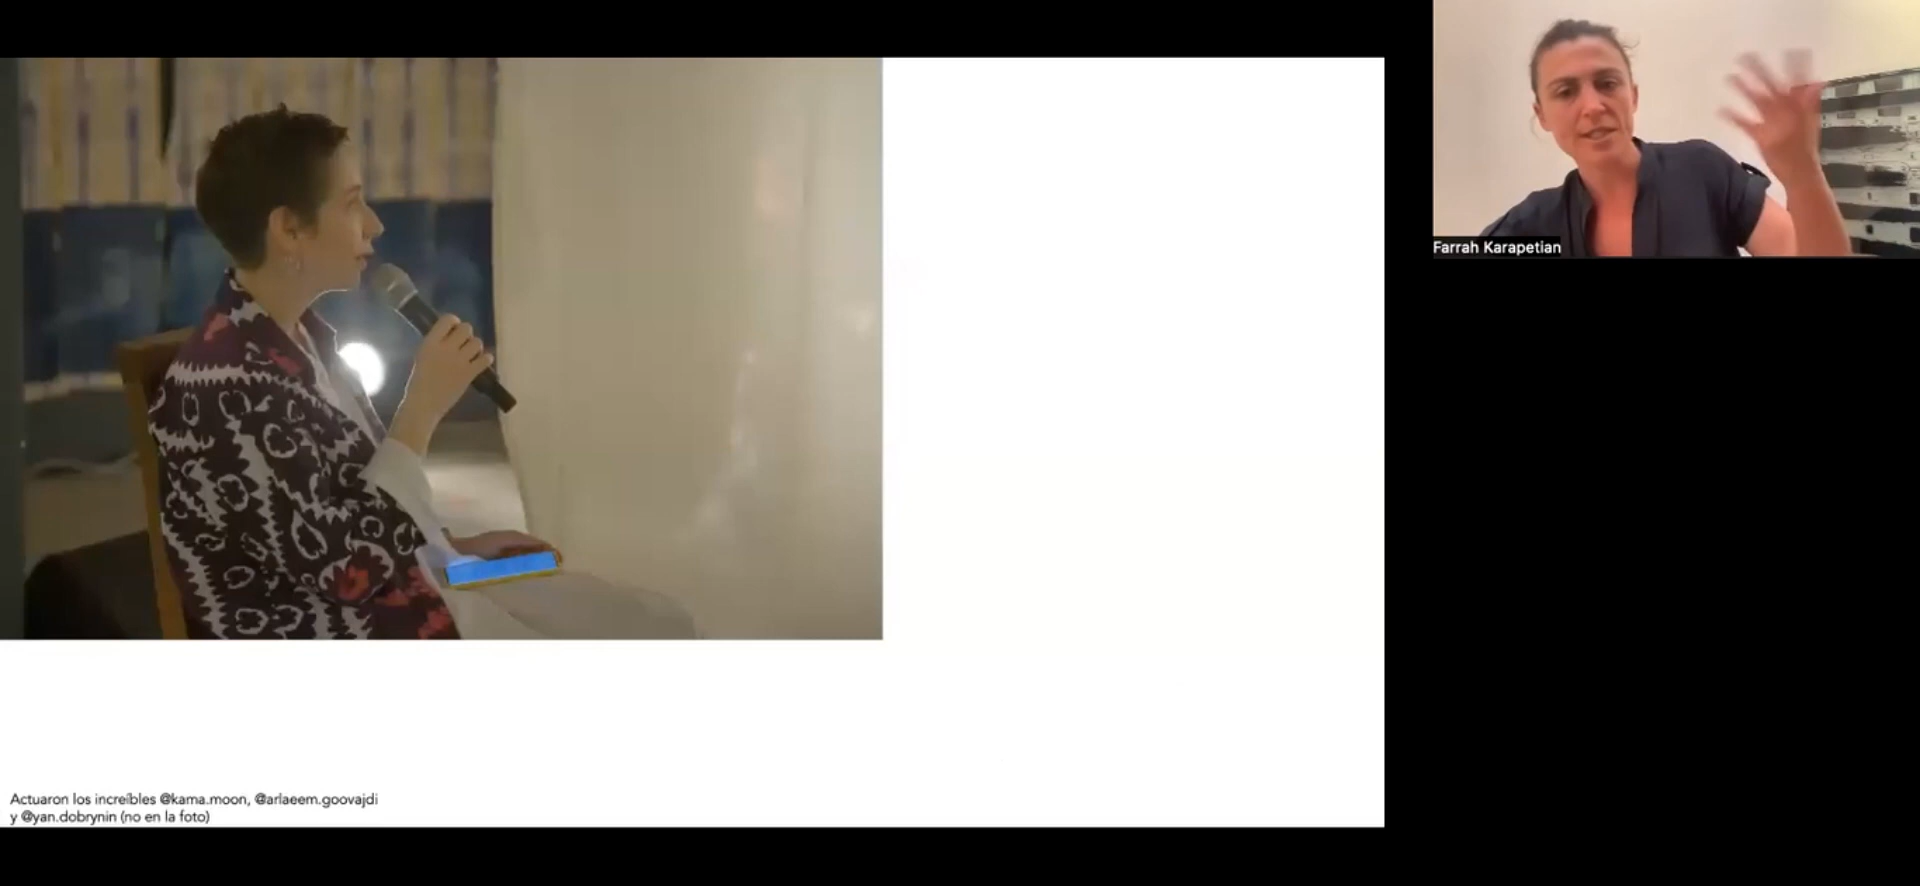 Farrah Karapetian
Actuaron los increíbles @kama.moon, @arlaeem.goovajdi
y @yan.dobrynin (no en la foto)